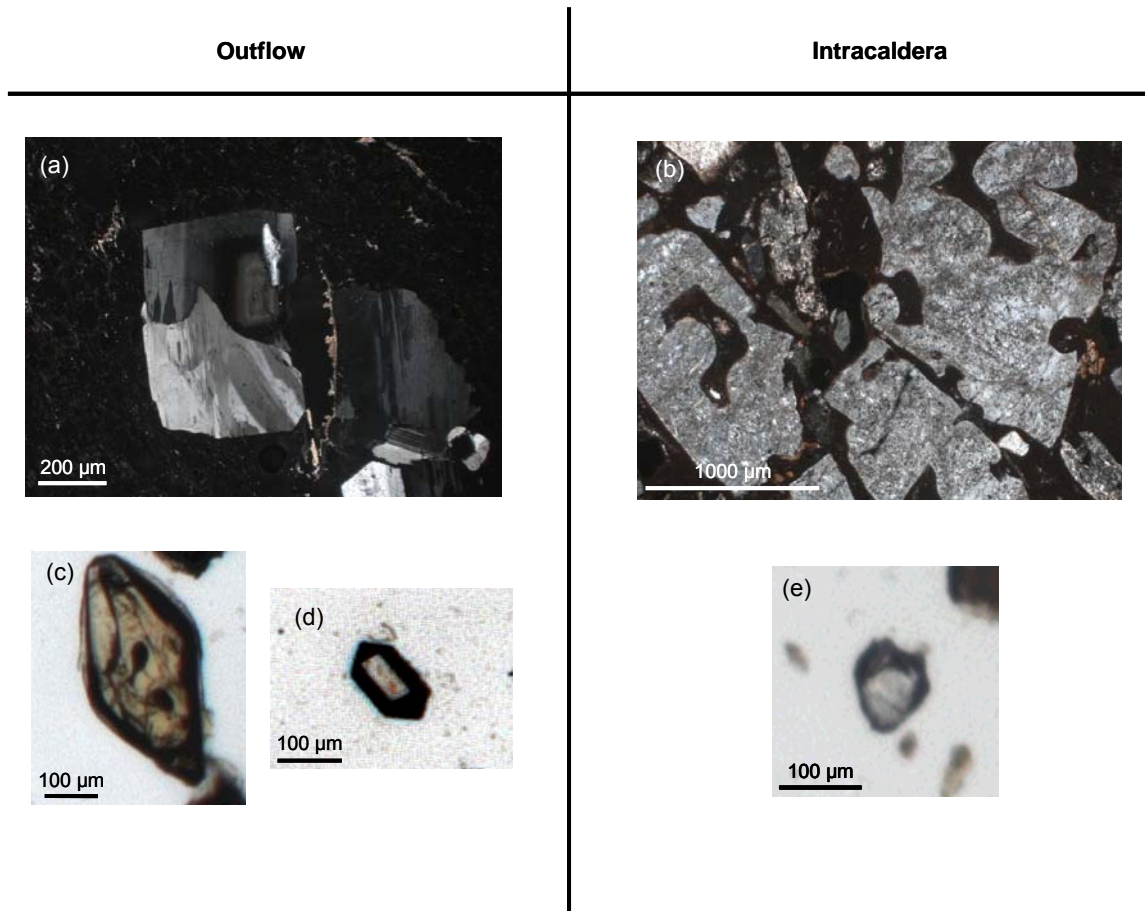 Outflow
Intracaldera
(a)
200 µm
(b)
1000 µm
(c)
100 µm
(d)
100 µm
(e)
100 µm